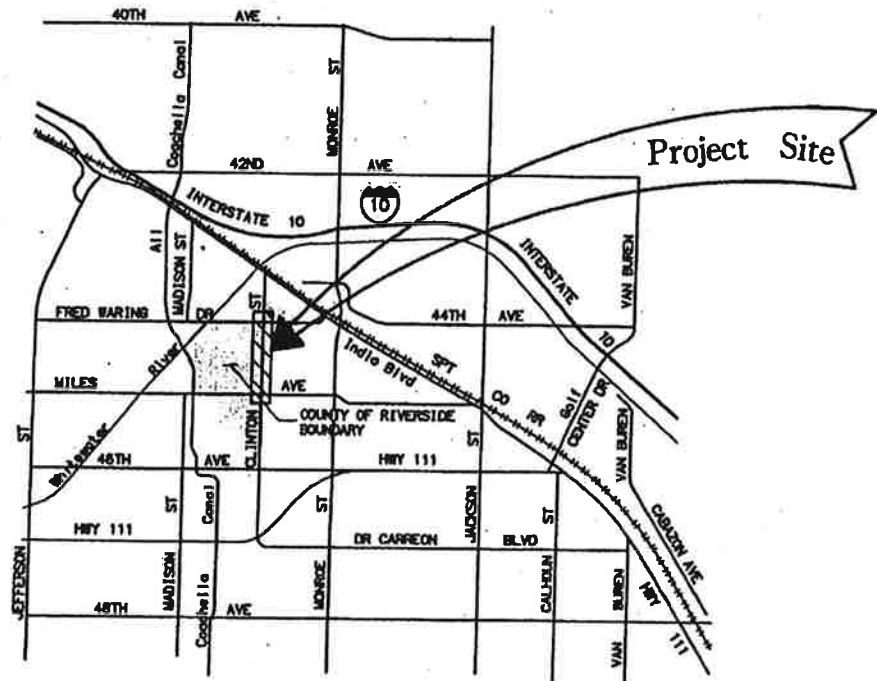 40TH AVE
Coachella Canal
MONROE ST
42ND AVE
Project Site
INTERSTATE 10
10
All
MADISON ST
INTERSTATE 10
VAN BUREN
FRED WARING DR
ST
44TH AVE
River
Indio Blvd
SPT CO RR
Golf CENTER DR
MILES AVE
COUNTY OF RIVERSIDE
BOUNDARY
Whitewater
CLINTON
ST
46TH AVE
HWY 111
VAN BUREN
CABAZON AVE
Canal
HWY 111
DR CARREON BLVD
JEFFERSON
MADISON ST
Coachella
MONROE ST
JACKSON ST
CALHOUN ST
VAN BUREN
48TH AVE
HWY 111